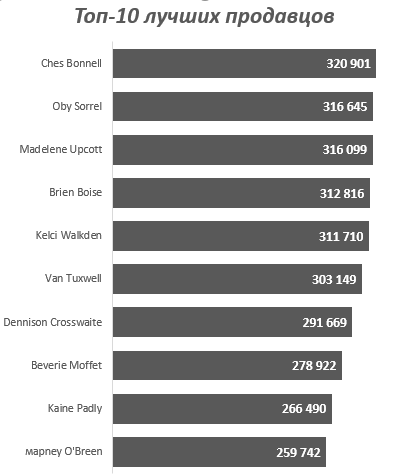 Топ-10 лучших продавцов
Ches Bonnell 320 901
Oby Sorrel 316 645
Madelene Upcott 316 099
Brien Boise 312 816
Kelci Walkden 311 710
Van Tuxwell 303 149
Dennison Crosswaite 291 669
Beverie Moffet 278 922
Kaine Padly 266 490
марney O'Breen 259 742